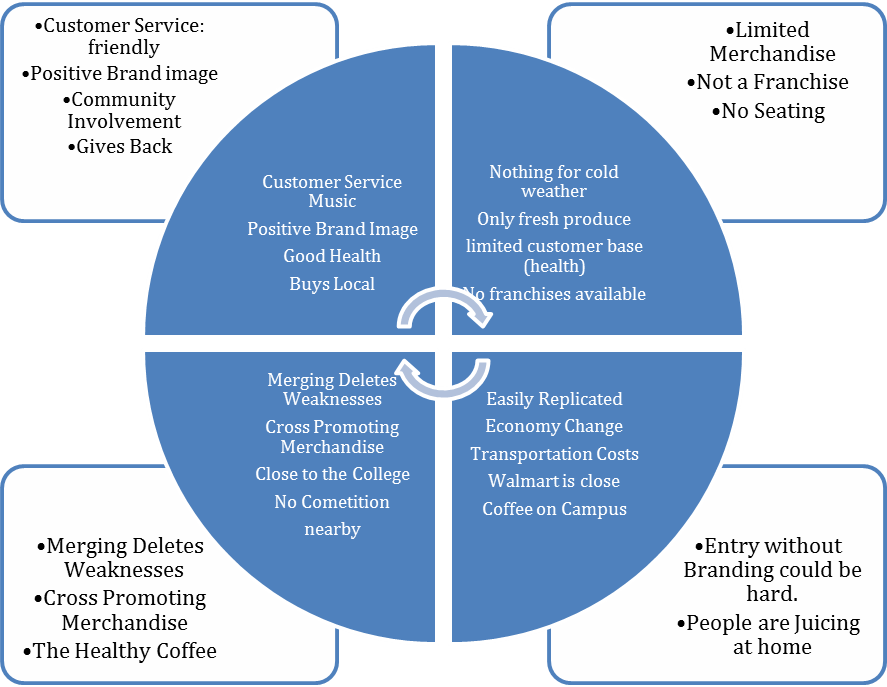 •Customer Service:
friendly
•Positive Brand image
•Community
Involvement
•Gives Back
•Limited
Merchandise
•Not a Franchise
•No Seating
Customer Service
Music
Positive Brand Image
Good Health
Buys Local
Nothing for cold
weather
Only fresh produce
limited customer base
(health)
No franchises available
Merging Deletes
Weaknesses
Cross Promoting
Merchandise
Close to the College
No Cometition
nearby
Easily Replicated
Economy Change
Transportation Costs
Walmart is close
Coffee on Campus
•Merging Deletes
Weaknesses
•Cross Promoting
Merchandise
•The Healthy Coffee
•Entry without
Branding could be
hard.
•People are Juicing
at home